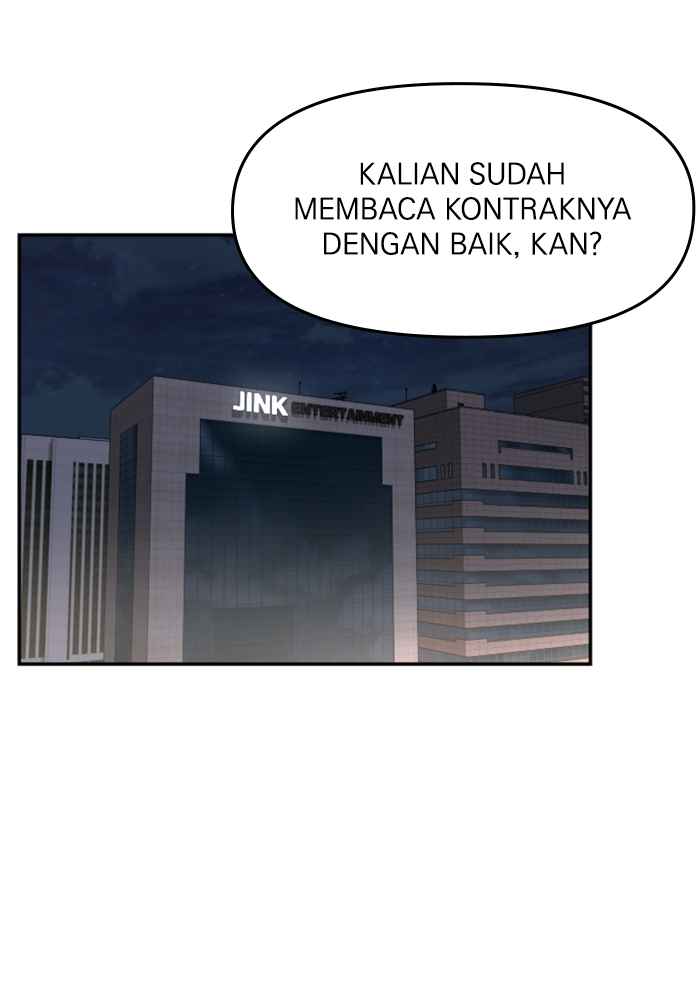 KALIAN SUDAH
MEMBACA KONTRAKNYA
DENGAN BAIK, KAN?
JINK ENTERTAINMENT